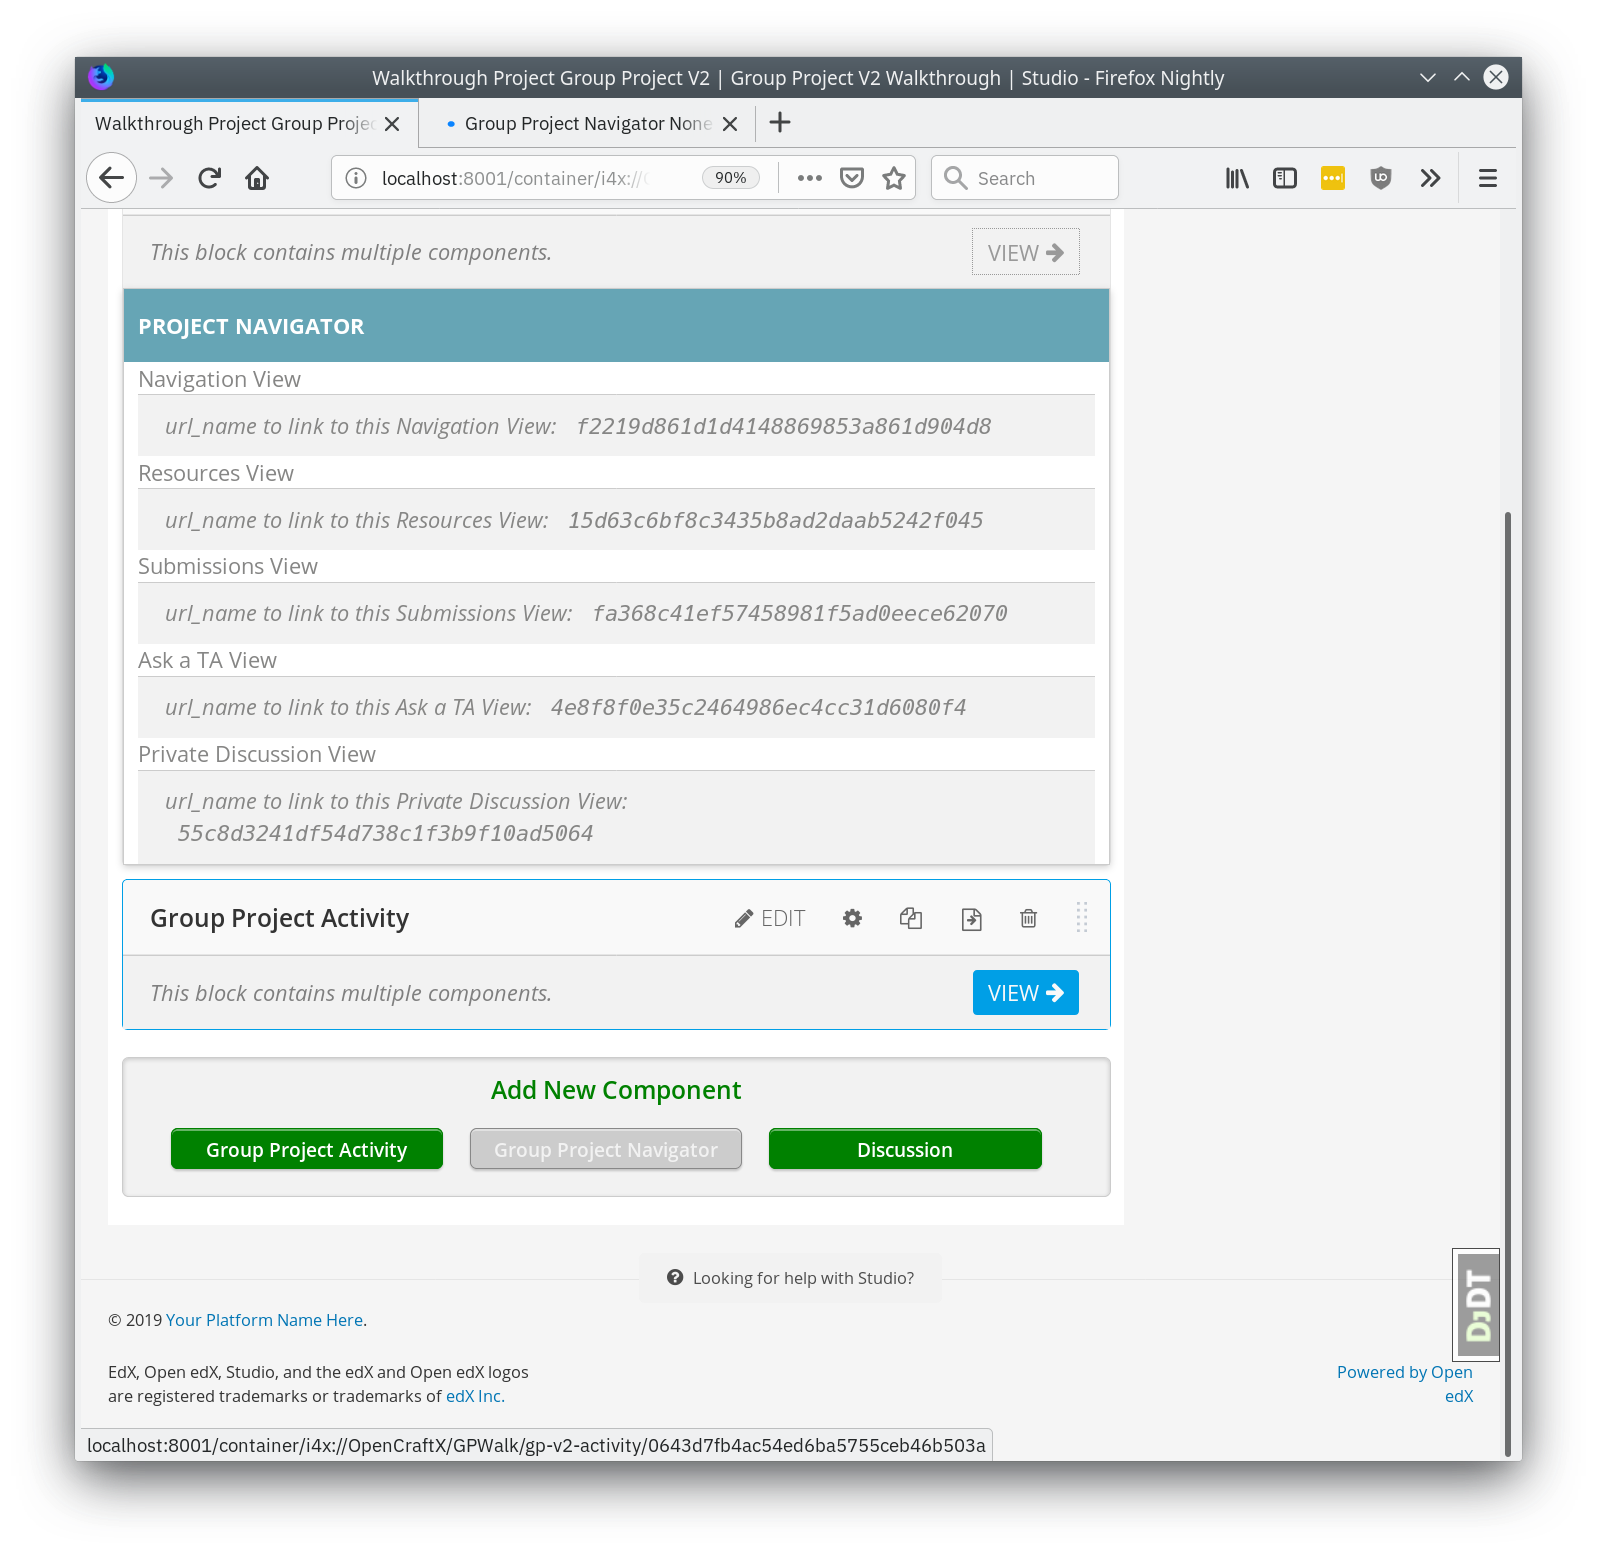 Walkthrough Project Group Project V2 | Group Project V2 Walkthrough | Studio - Firefox Nightly
Walkthrough Project Group Projec
Group Project Navigator None
localhost:8001/container/i4x://
90%
Search
This block contains multiple components.
VIEW
PROJECT NAVIGATOR
Navigation View
url_name to link to this Navigation View: f2219d861d1d4148869853a861d904d8
Resources View
url_name to link to this Resources View: 15d63c6bf8c3435b8ad2daab5242f045
Submissions View
url_name to link to this Submissions View: fa368c41ef57458981f5ad0eece62070
Ask a TA View
url_name to link to this Ask a TA View: 4e8f8f0e35c2464986ec4cc31d6080f4
Private Discussion View
url_name to link to this Private Discussion View:
55c8d3241df54d738c1f3b9f10ad5064
Group Project Activity
EDIT
This block contains multiple components.
VIEW
Add New Component
Group Project Activity
Group Project Navigator
Discussion
Looking for help with Studio?
DJDT
© 2019 Your Platform Name Here.
EdX, Open edX, Studio, and the edX and Open edX logos
are registered trademarks or trademarks of edX Inc.
Powered by Open
edX
localhost:8001/container/i4x://OpenCraftX/GPWalk/gp-v2-activity/0643d7fb4ac54ed6ba5755ceb46b503a